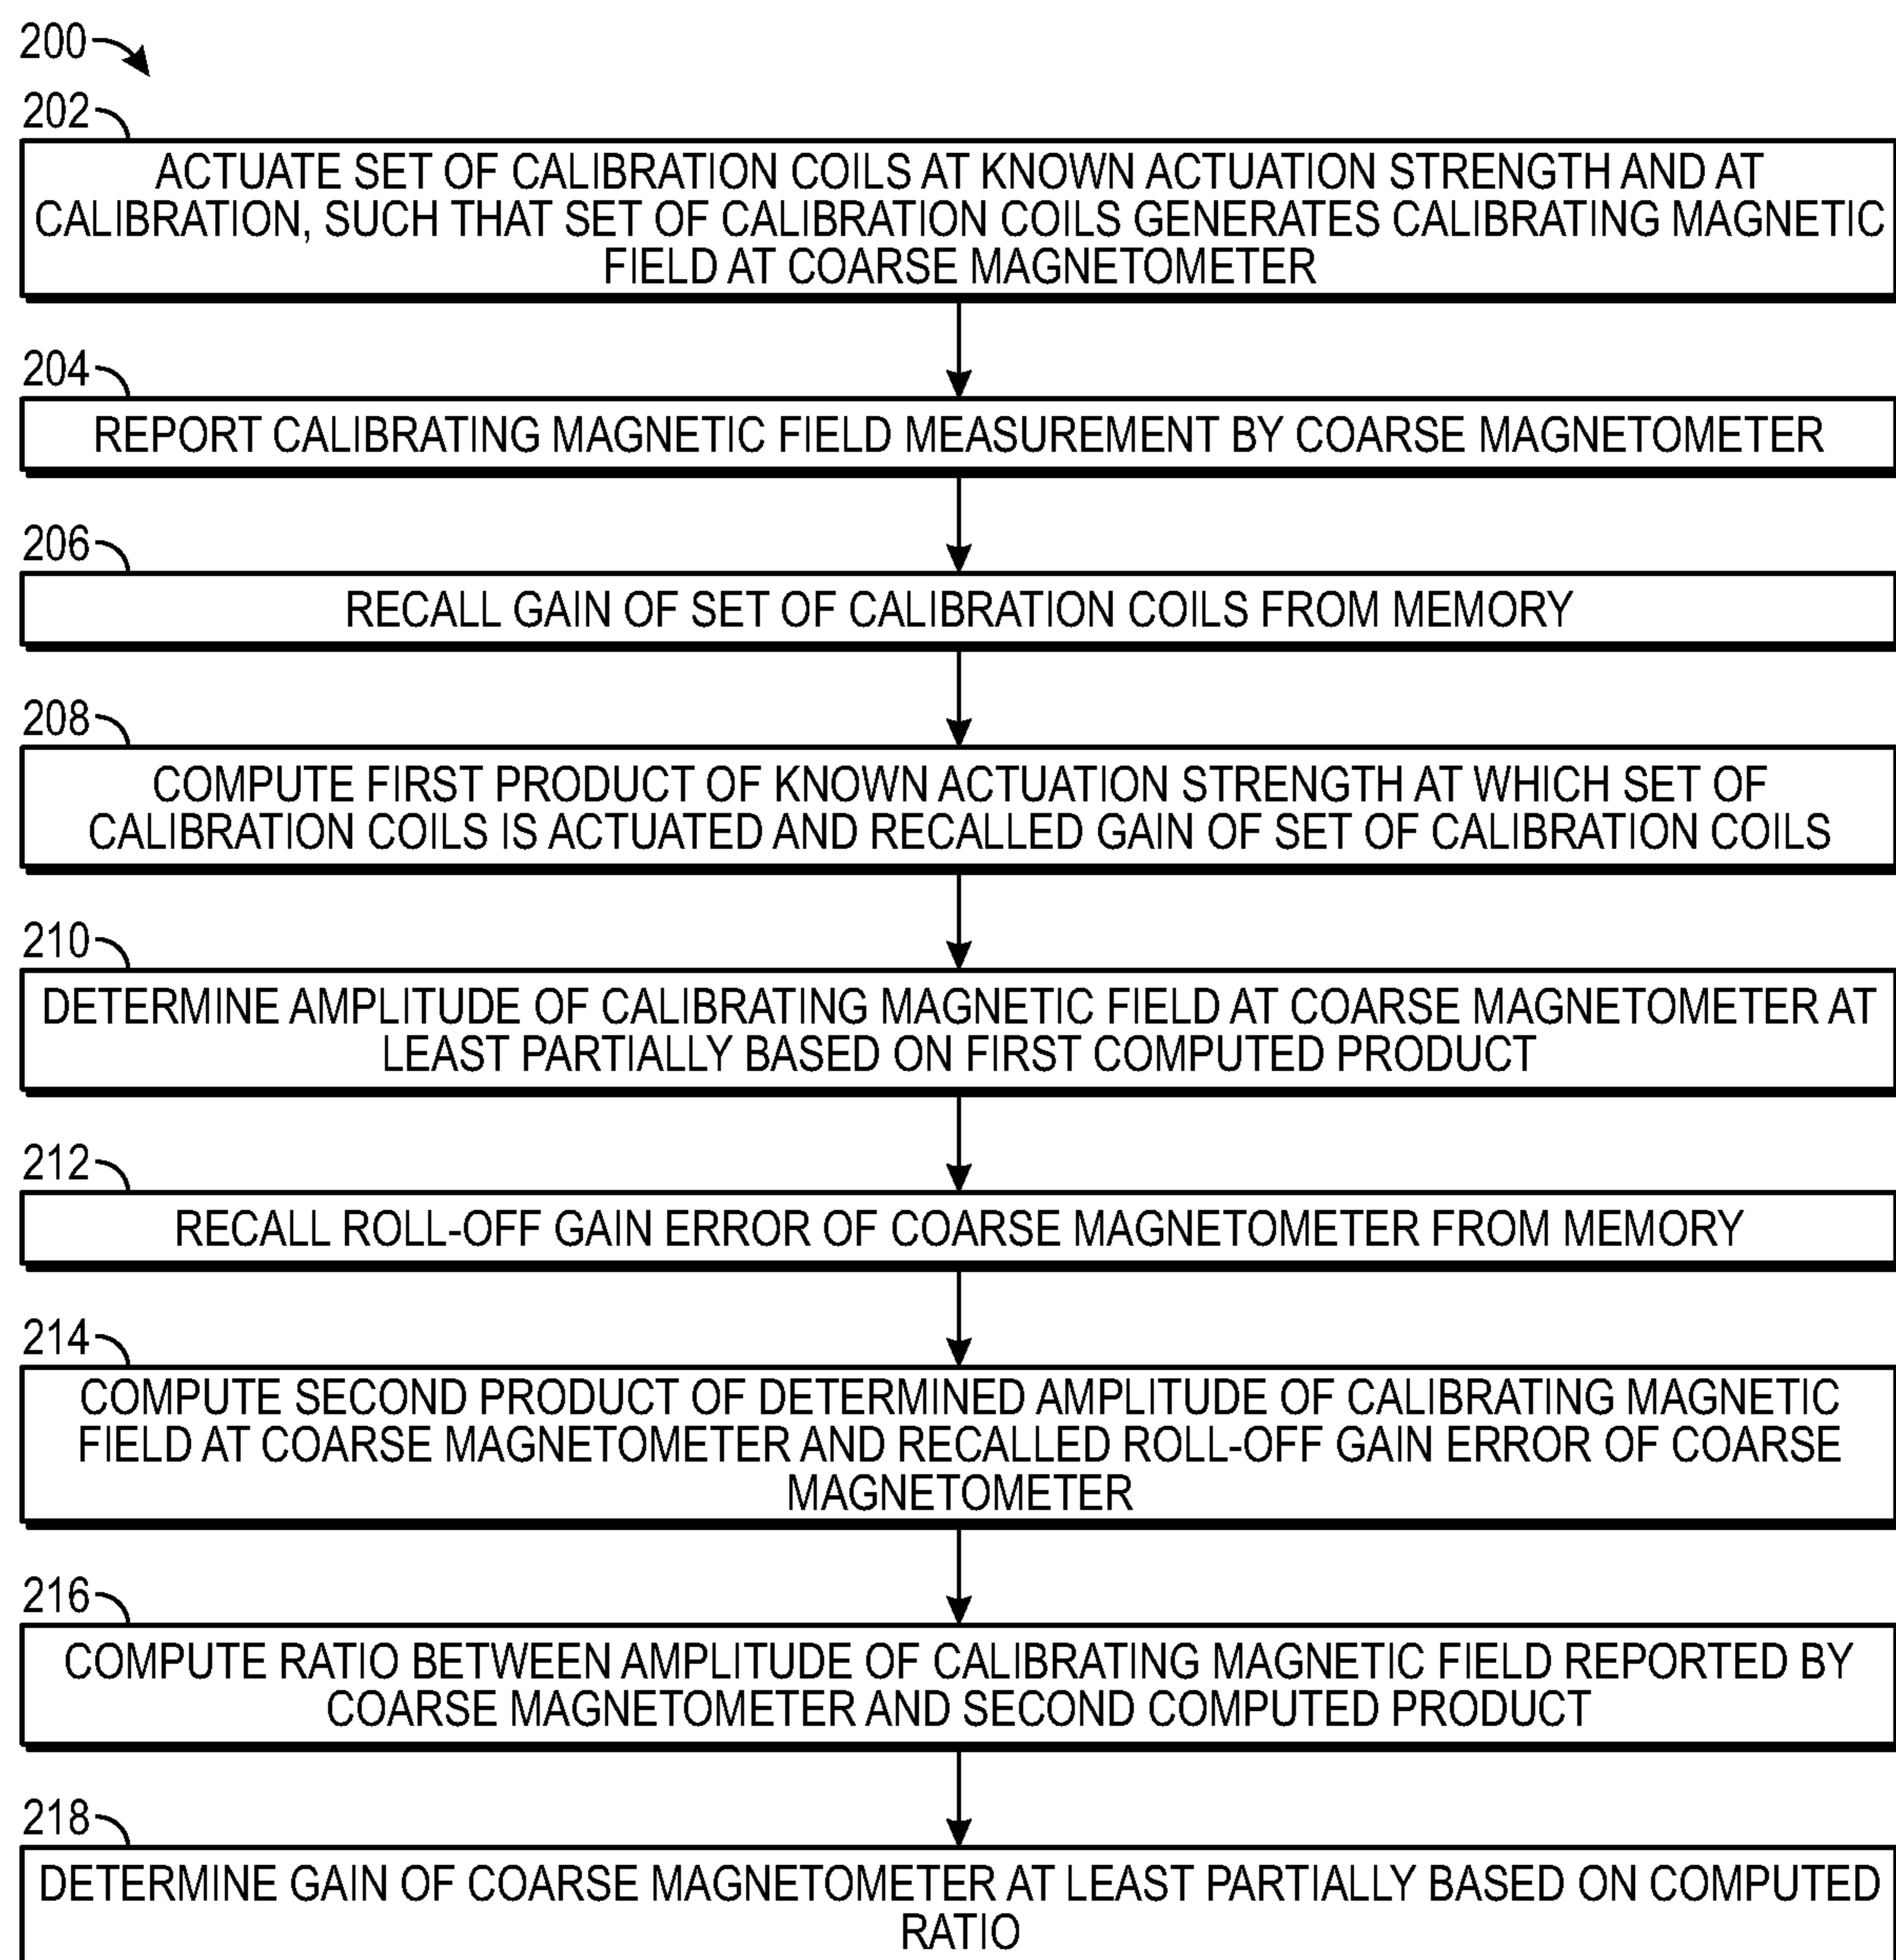 200
202
ACTUATE SET OF CALIBRATION COILS AT KNOWN ACTUATION STRENGTH AND AT
CALIBRATION, SUCH THAT SET OF CALIBRATION COILS GENERATES CALIBRATING MAGNETIC
FIELD AT COARSE MAGNETOMETER
204
REPORT CALIBRATING MAGNETIC FIELD MEASUREMENT BY COARSE MAGNETOMETER
206
RECALL GAIN OF SET OF CALIBRATION COILS FROM MEMORY
208
COMPUTE FIRST PRODUCT OF KNOWN ACTUATION STRENGTH AT WHICH SET OF
CALIBRATION COILS IS ACTUATED AND RECALLED GAIN OF SET OF CALIBRATION COILS
210
DETERMINE AMPLITUDE OF CALIBRATING MAGNETIC FIELD AT COARSE MAGNETOMETER AT
LEAST PARTIALLY BASED ON FIRST COMPUTED PRODUCT
212
RECALL ROLL-OFF GAIN ERROR OF COARSE MAGNETOMETER FROM MEMORY
214
COMPUTE SECOND PRODUCT OF DETERMINED AMPLITUDE OF CALIBRATING MAGNETIC
FIELD AT COARSE MAGNETOMETER AND RECALLED ROLL-OFF GAIN ERROR OF COARSE
MAGNETOMETER
216
COMPUTE RATIO BETWEEN AMPLITUDE OF CALIBRATING MAGNETIC FIELD REPORTED BY
COARSE MAGNETOMETER AND SECOND COMPUTED PRODUCT
218
DETERMINE GAIN OF COARSE MAGNETOMETER AT LEAST PARTIALLY BASED ON COMPUTED
RATIO